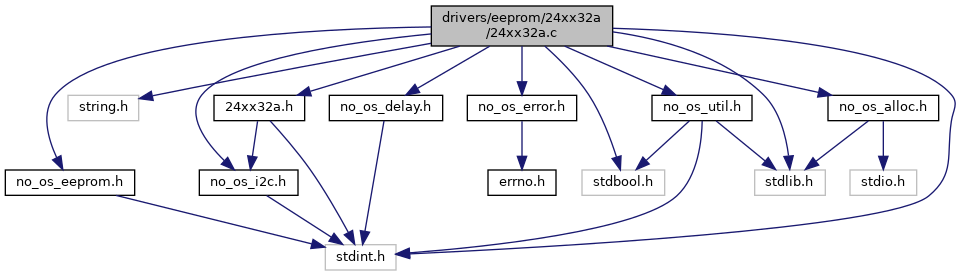 drivers/eeprom/24xx32a
/24xx32a.c
string.h
24xx32a.h
no_os_delay.h
no_os_error.h
no_os_util.h
no_os_alloc.h
no_os_eeprom.h
no_os_i2c.h
errno.h
stdbool.h
stdlib.h
stdio.h
stdint.h